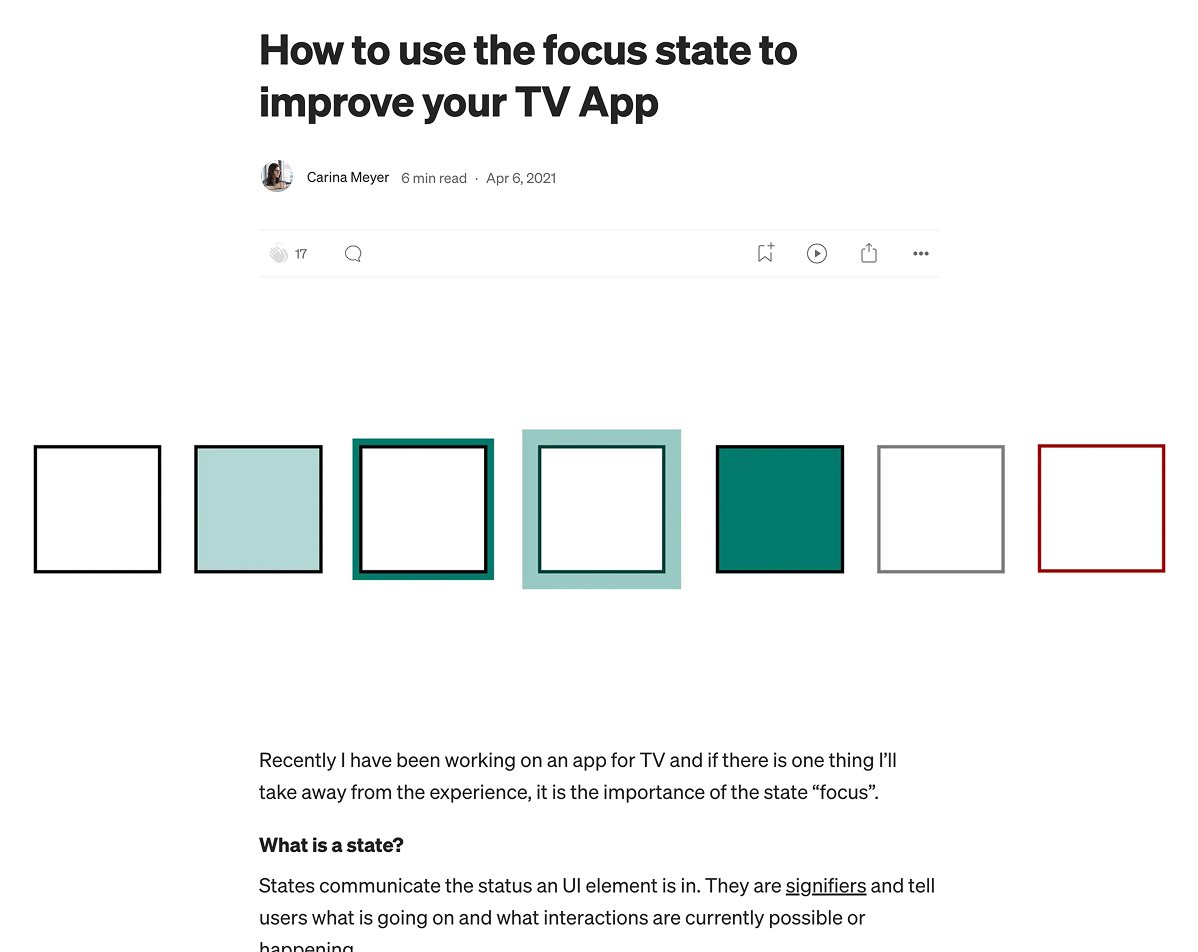 How to use the focus state to
improve your TV App
Carina Meyer 6 min read · Apr 6, 2021
17
Recently I have been working on an app for TV and if there is one thing I’ll
take away from the experience, it is the importance of the state “focus”.
What is a state?
States communicate the status an UI element is in. They are signifiers and tell
users what is going on and what interactions are currently possible or
happening.